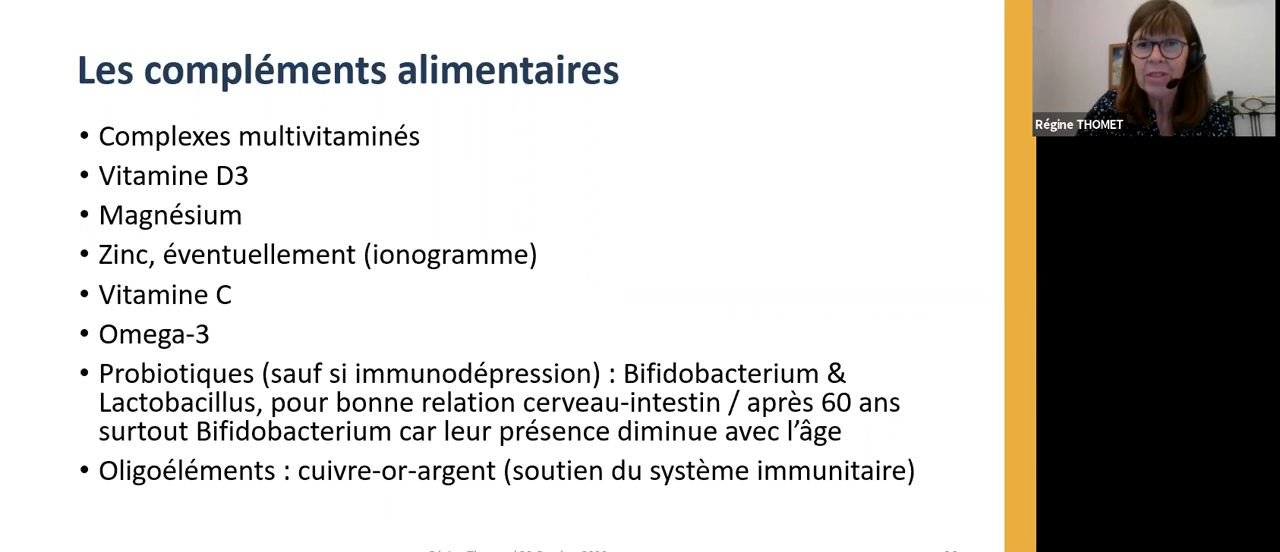 Les compléments alimentaires
• Complexes multivitaminés
• Vitamine D3
• Magnésium
• Zinc, éventuellement (ionogramme)
• Vitamine C
• Omega-3
• Probiotiques (sauf si immunodépression) : Bifidobacterium &
Lactobacillus, pour bonne relation cerveau-intestin / après 60 ans
surtout Bifidobacterium car leur présence diminue avec l’âge
• Oligoéléments : cuivre-or-argent (soutien du système immunitaire)
Régine THOMET